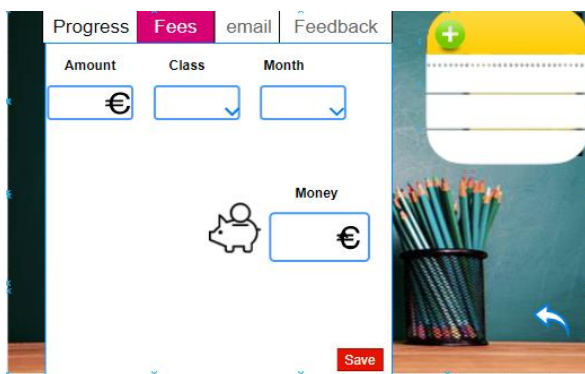 Progress Fees email Feedback
Amount Class Month
€
Money
€
Save